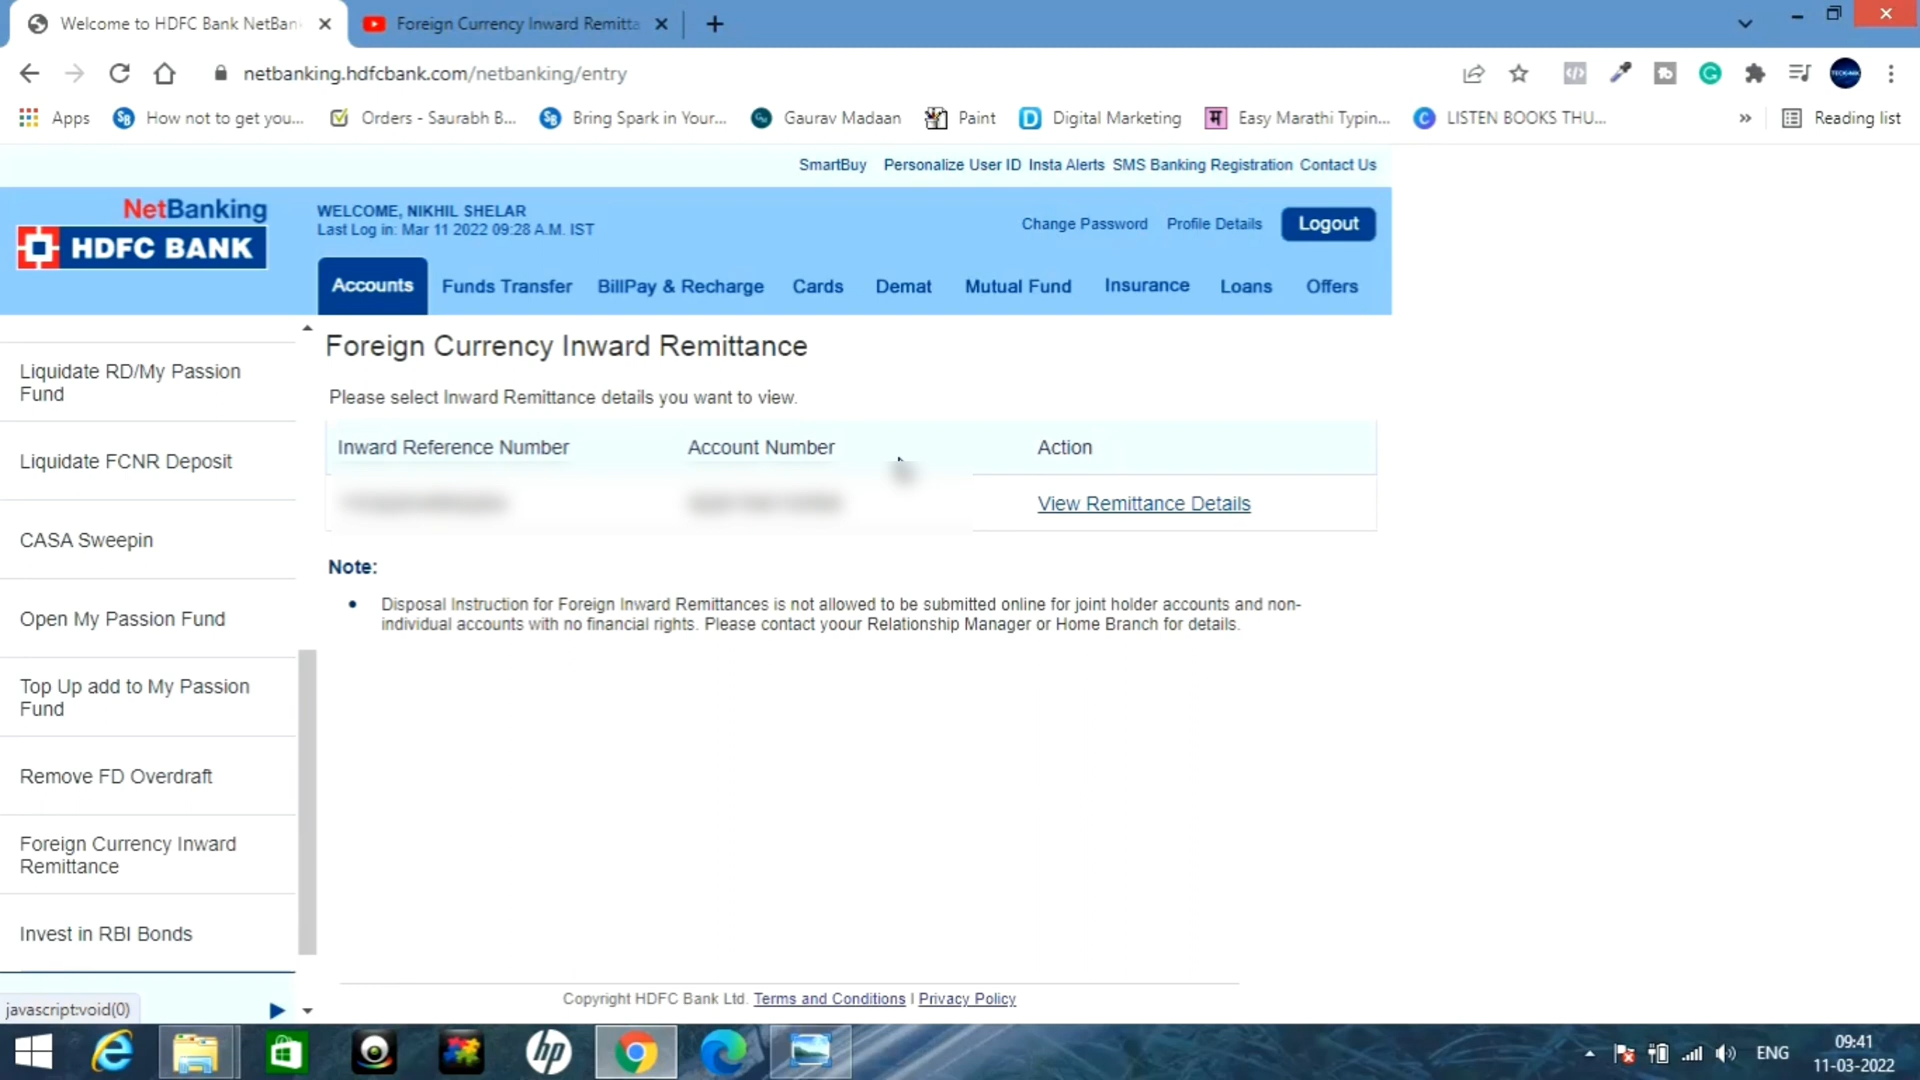 Welcome to HDFC Bank NetBan
Foreign Currency Inward Remitta
netbanking.hdfcbank.com/netbanking/entry
Apps
How not to get you...
Orders - Saurabh B...
Bring Spark in Your...
Gaurav Madaan
Paint
Digital Marketing
Easy Marathi Typin...
LISTEN BOOKS THU...
Reading list
SmartBuy Personalize User ID Insta Alerts SMS Banking Registration Contact Us
NetBanking
HDFC BANK
WELCOME, NIKHIL SHELAR
Last Log in: Mar 11 2022 09:28 A.M. IST
Change Password Profile Details Logout
Accounts Funds Transfer BillPay & Recharge Cards Demat Mutual Fund Insurance Loans Offers
Liquidate RD/My Passion
Fund
Liquidate FCNR Deposit
CASA Sweepin
Open My Passion Fund
Top Up add to My Passion
Fund
Remove FD Overdraft
Foreign Currency Inward
Remittance
Invest in RBI Bonds
Foreign Currency Inward Remittance
Please select Inward Remittance details you want to view.
Inward Reference Number Account Number Action
View Remittance Details
Note:
Disposal Instruction for Foreign Inward Remittances is not allowed to be submitted online for joint holder accounts and non-
individual accounts with no financial rights. Please contact yoour Relationship Manager or Home Branch for details.
Copyright HDFC Bank Ltd. Terms and Conditions I Privacy Policy
javascript:void(0)
ENG
09:41
11-03-2022